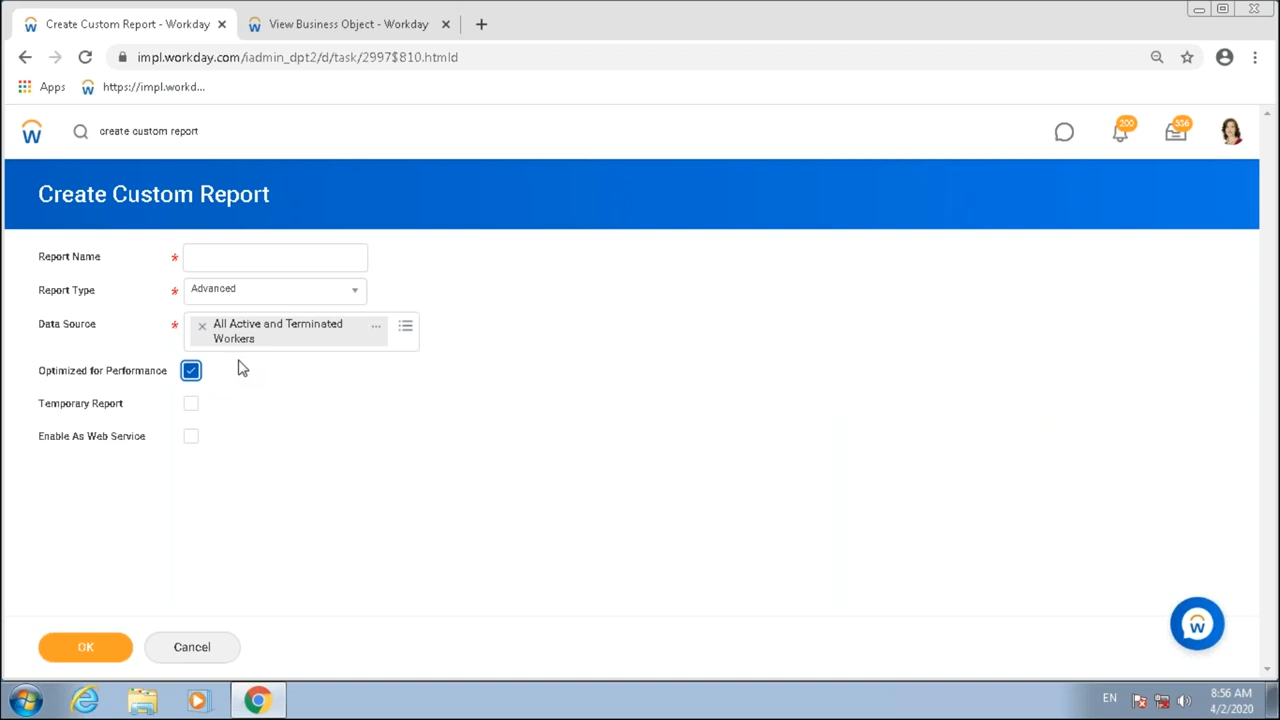 Create Custom Report - Workday
View Business Object - Workday
impl.workday.com/iadmin_dpt2/d/task/2997$810.htmld
Apps
https://impl.workd...
create custom report
200
336
Create Custom Report
Report Name *
Report Type * Advanced
Data Source * All Active and Terminated
Workers
Optimized for Performance
Temporary Report
Enable As Web Service
OK
Cancel
EN
8:56 AM
4/2/2020